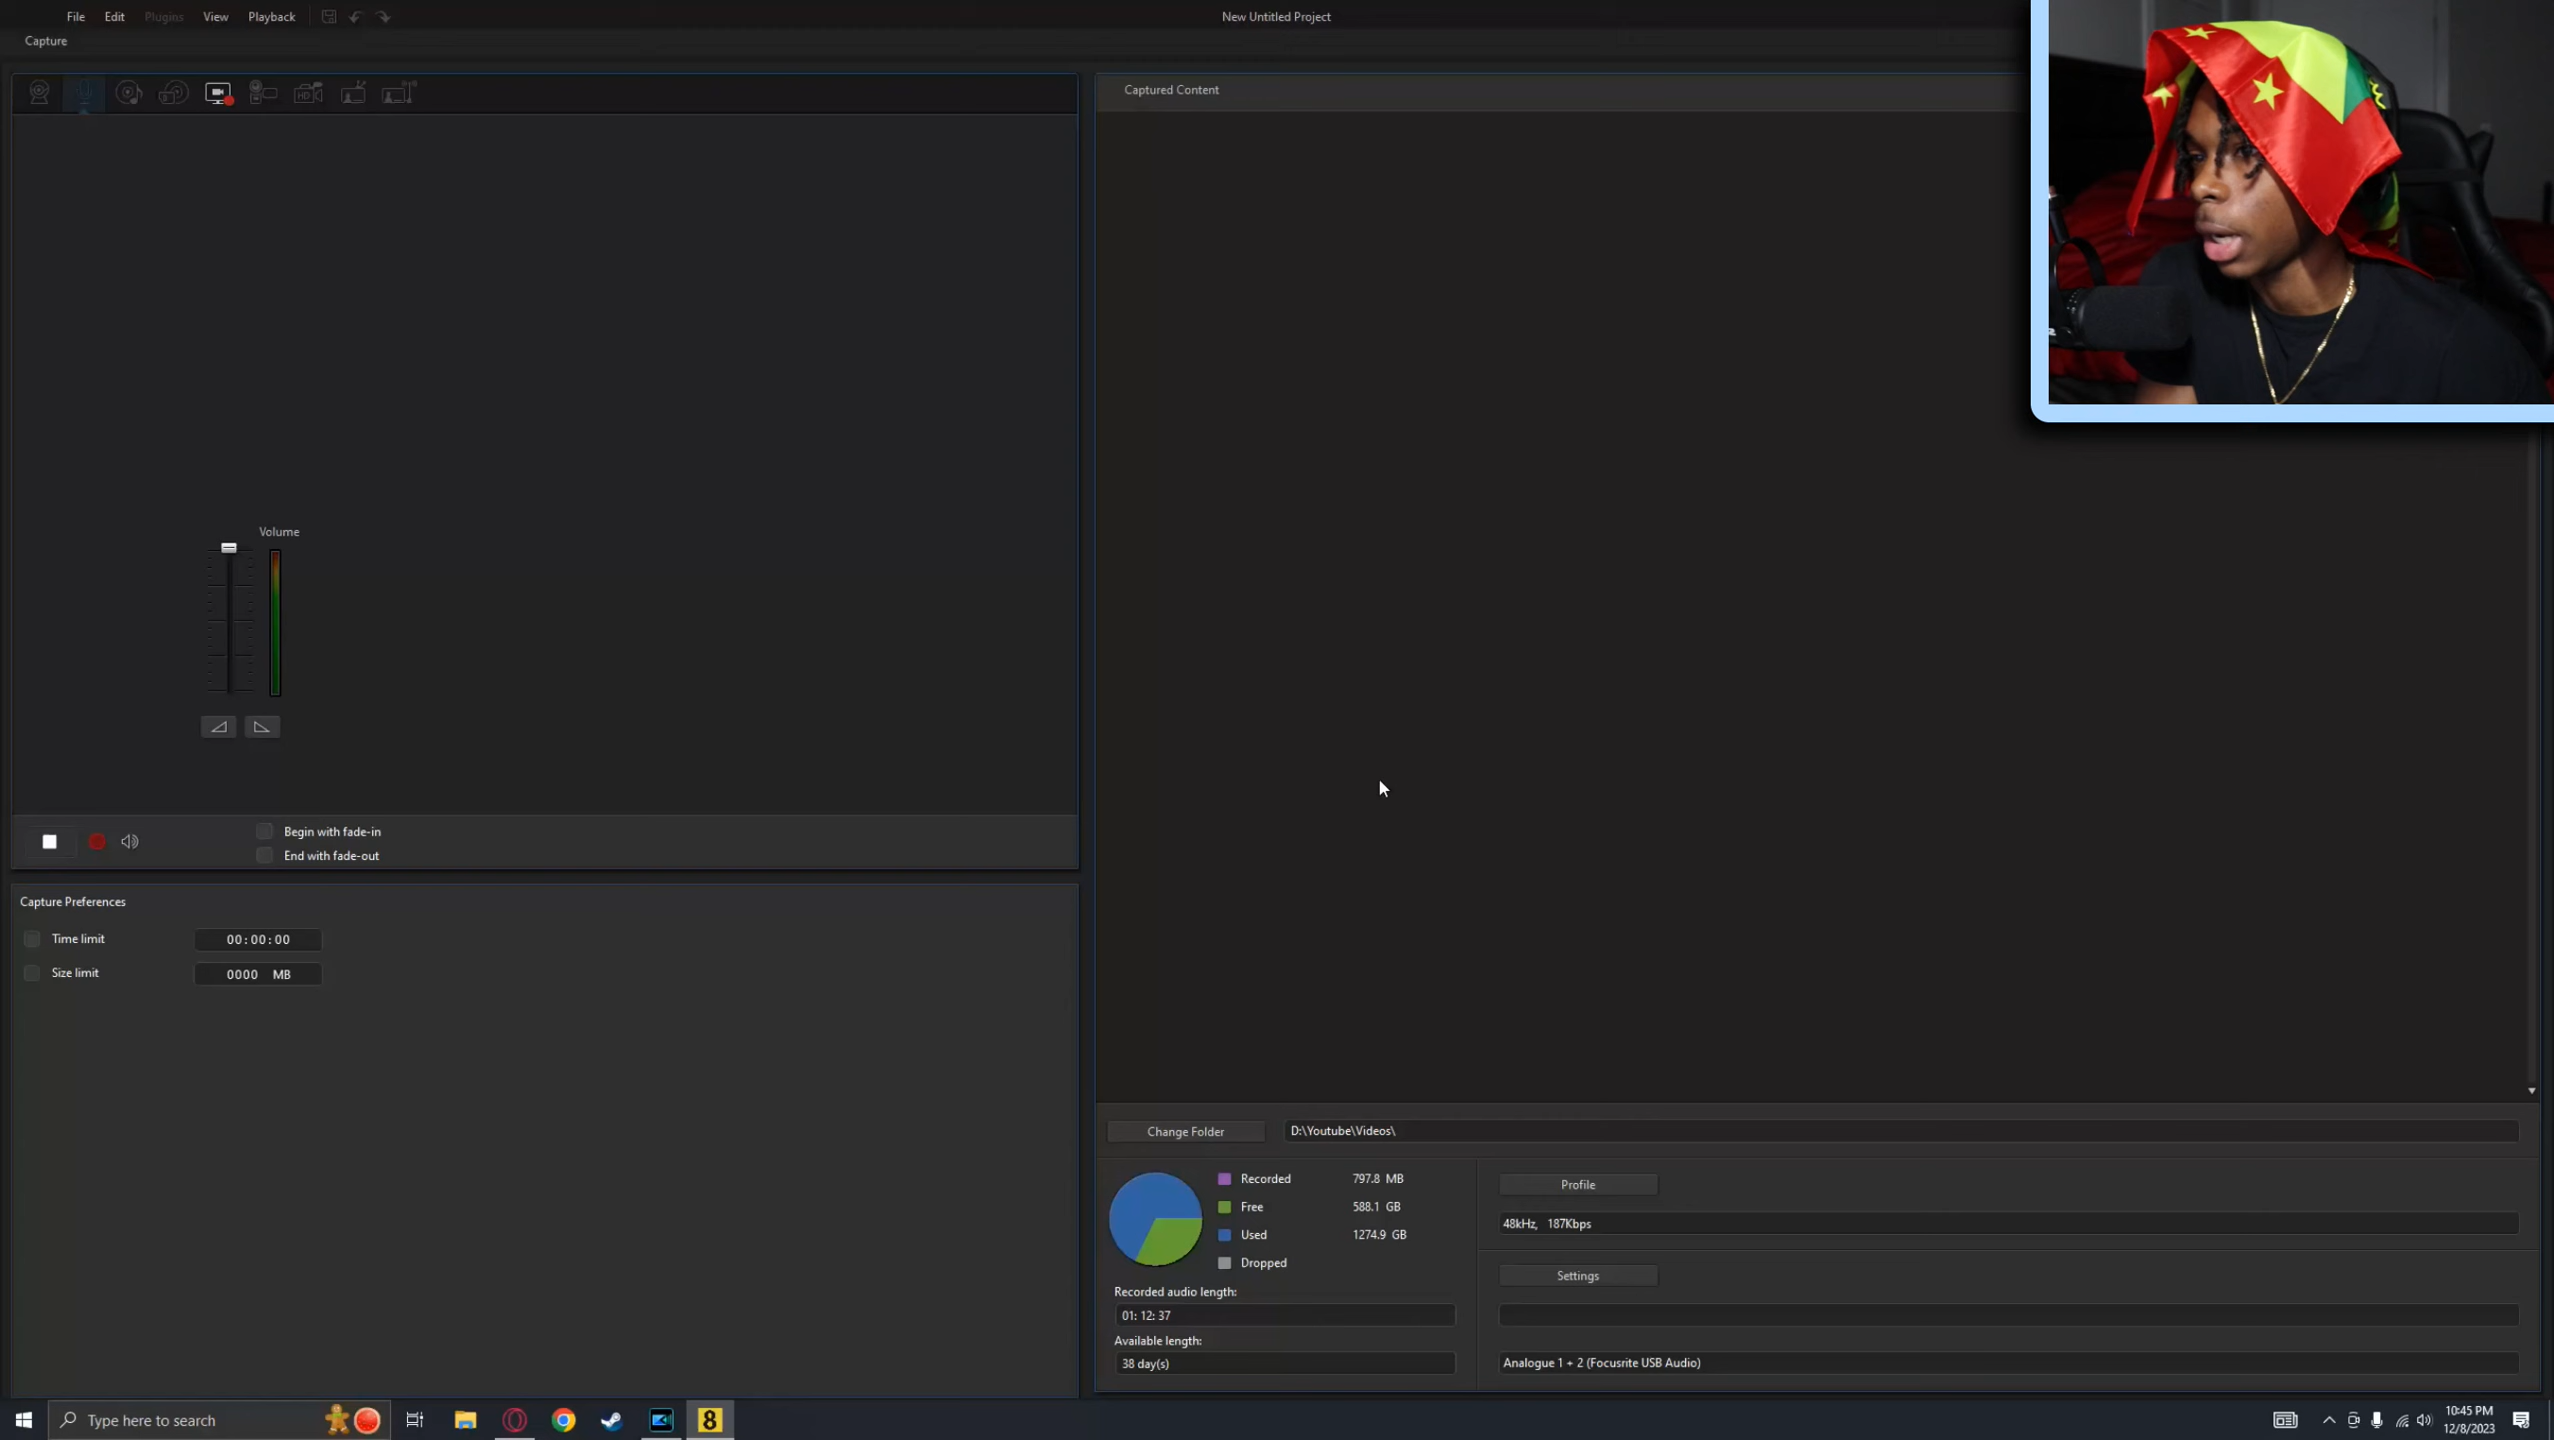 File Edit Plugins View Playback New Untitled Project
Capture
HD
Captured Content
Volume
Begin with fade-in
End with fade-out
Capture Preferences
Time limit 00:00:00
Size limit 0000 MB
Change Folder D:\Youtube\Videos\
Recorded 797.8 MB
Free 588.1 GB
Used 1274.9 GB
Dropped
Recorded audio length:
01: 12: 37
Available length:
38 day(s)
Profile
48kHz, 187Kbps
Settings
Analogue 1 + 2 (Focusrite USB Audio)
Type here to search
8
10:45 PM
12/8/2023